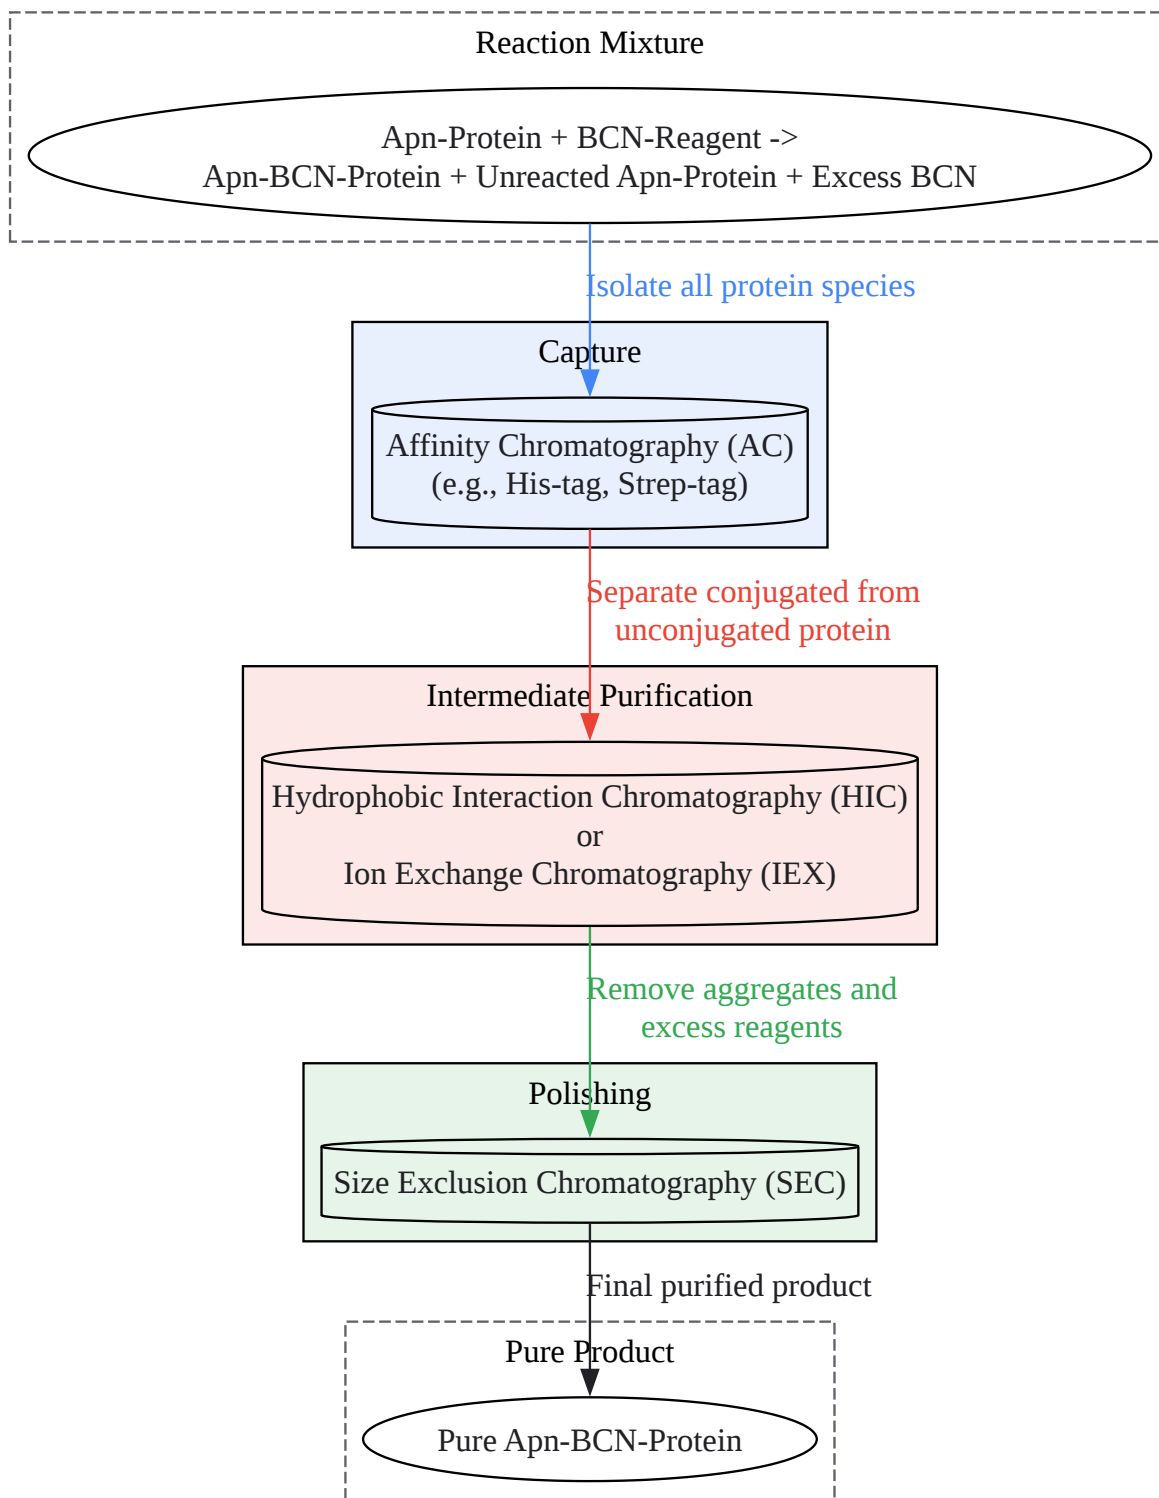 Reaction Mixture
Apn-Protein + BCN-Reagent ->
Apn-BCN-Protein + Unreacted Apn-Protein + Excess BCN
Isolate all protein species
Capture
Affinity Chromatography (AC)
(e.g., His-tag, Strep-tag)
Separate conjugated from
unconjugated protein
Intermediate Purification
Hydrophobic Interaction Chromatography (HIC)
or
Ion Exchange Chromatography (IEX)
Remove aggregates and
excess reagents
Polishing
Size Exclusion Chromatography (SEC)
Final purified product
Pure Product
Pure Apn-BCN-Protein